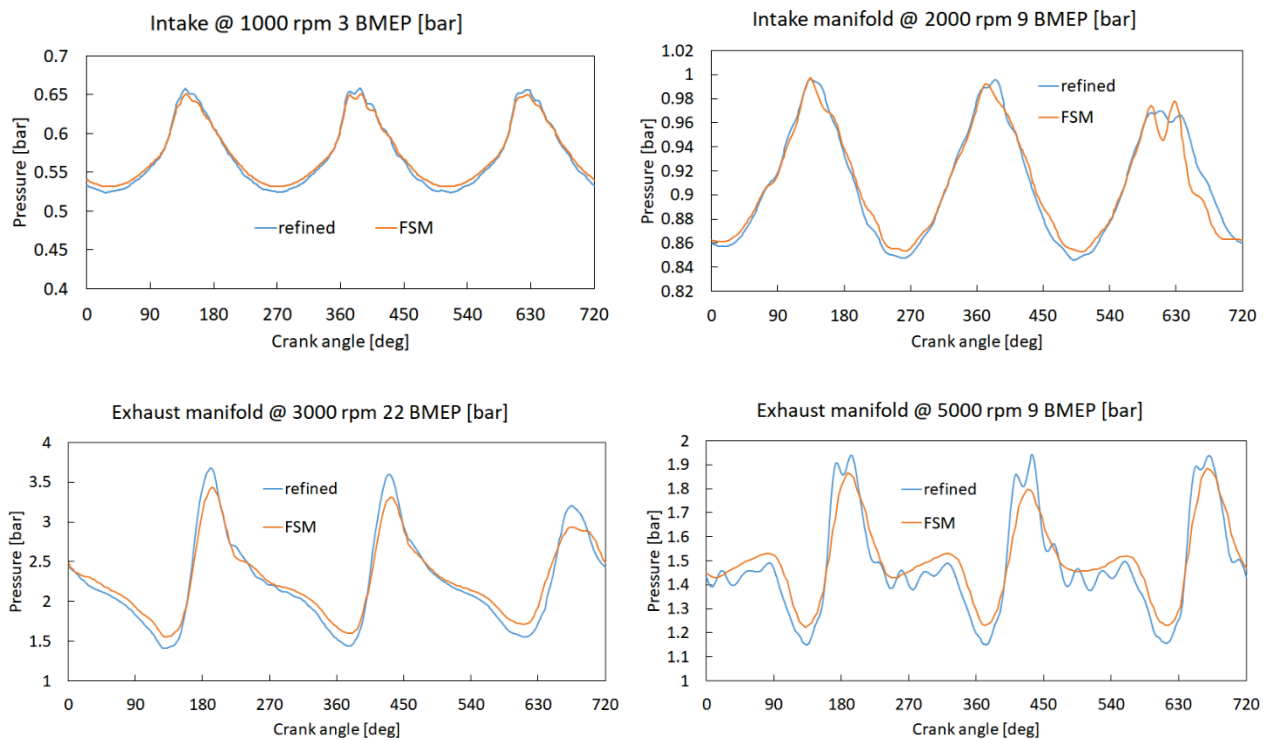 Intake @ 1000 rpm 3 BMEP [bar]
Pressure [bar]
0.7
0.65
0.6
0.55
0.5
0.45
0.4
refined
FSM
0 90 180 270 360 450 540 630 720
Crank angle [deg]
Intake manifold @ 2000 rpm 9 BMEP [bar]
Pressure [bar]
1.02
1
0.98
0.96
0.94
0.92
0.9
0.88
0.86
0.84
0.82
refined
FSM
0 90 180 270 360 450 540 630 720
Crank angle [deg]
Exhaust manifold @ 3000 rpm 22 BMEP [bar]
Pressure [bar]
4
3.5
3
2.5
2
1.5
1
refined
FSM
0 90 180 270 360 450 540 630 720
Crank angle [deg]
Exhaust manifold @ 5000 rpm 9 BMEP [bar]
Pressure [bar]
2
1.9
1.8
1.7
1.6
1.5
1.4
1.3
1.2
1.1
1
refined
FSM
0 90 180 270 360 450 540 630 720
Crank angle [deg]